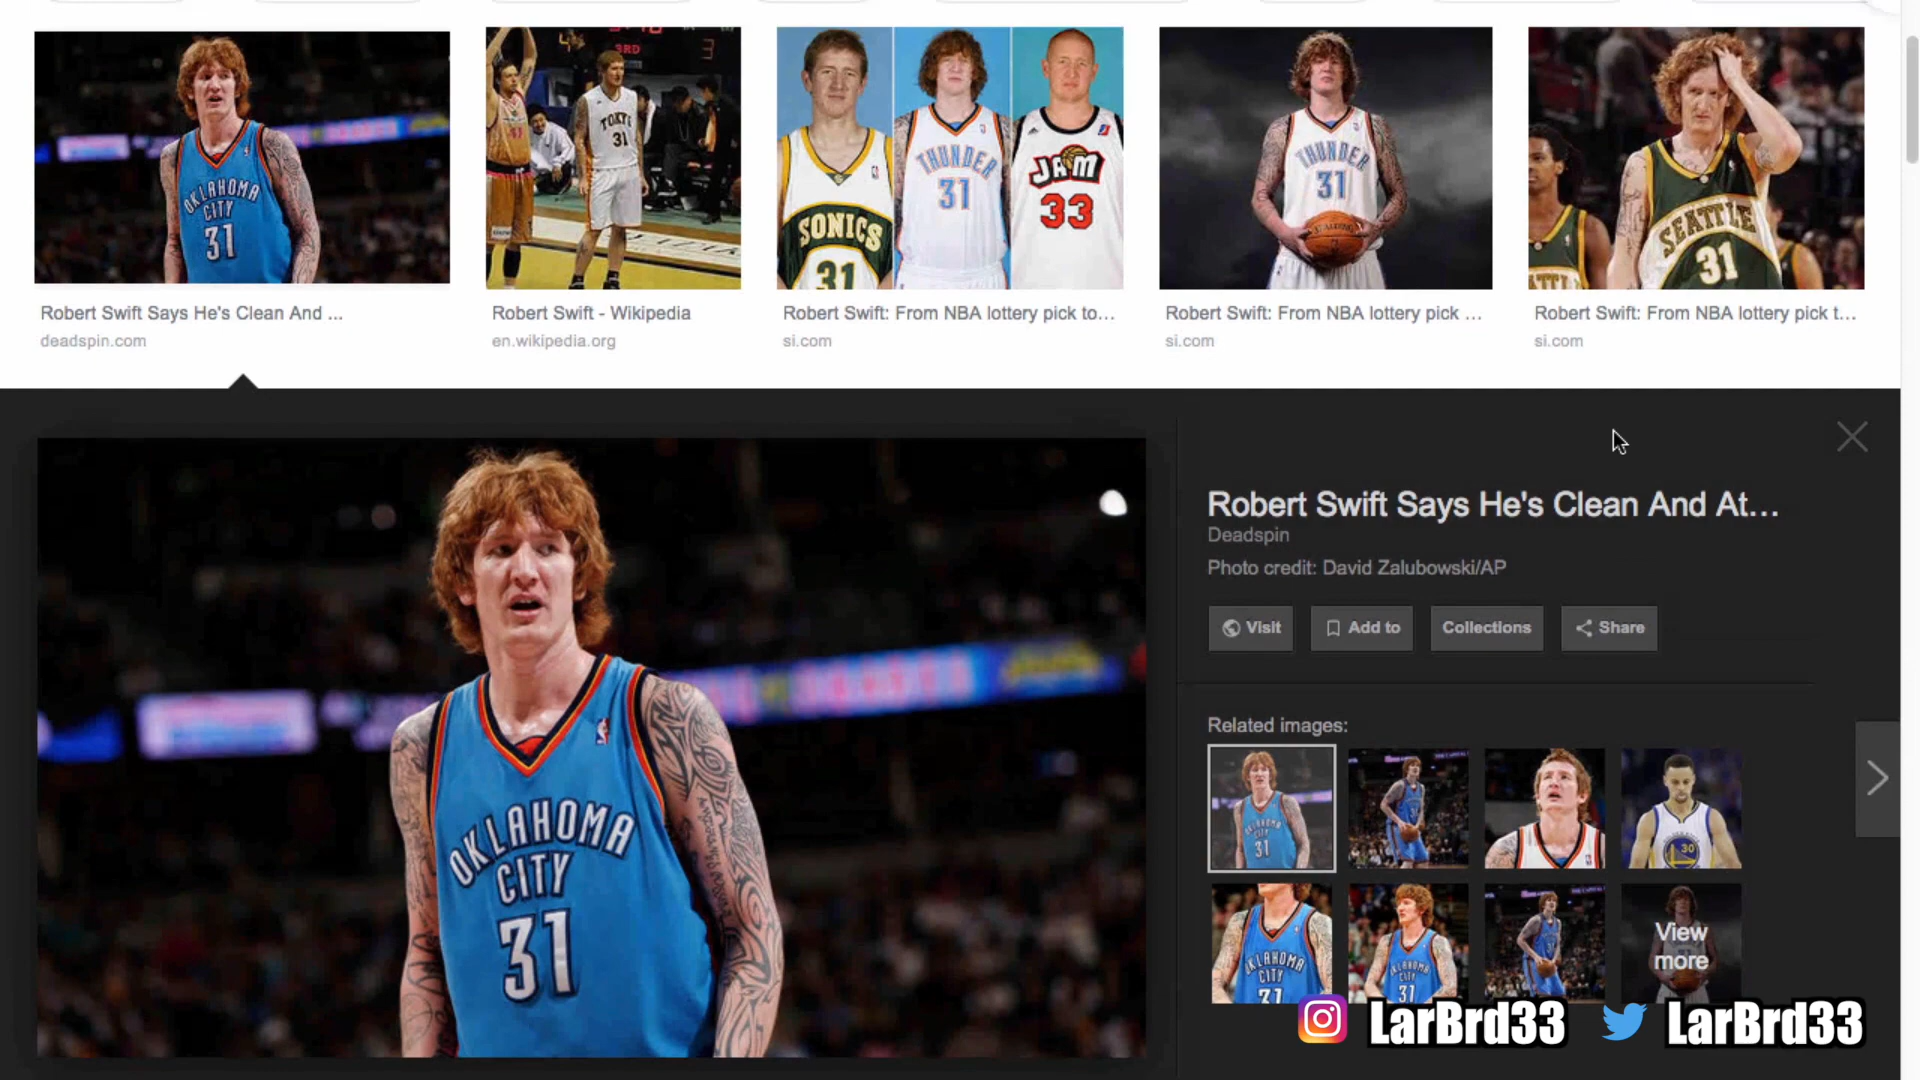 3RD 3
OKLAHOMA
CITY
31
TOKYO
31
SONICS
31
THUNDER
31
JAM
33
THUNDER
31
SEATTLE
31
Robert Swift Says He's Clean And ...
deadspin.com
Robert Swift - Wikipedia
en.wikipedia.org
Robert Swift: From NBA lottery pick to...
si.com
Robert Swift: From NBA lottery pick ...
si.com
Robert Swift: From NBA lottery pick t...
si.com
OKLAHOMA
CITY
31
Robert Swift Says He's Clean And At...
Deadspin
Photo credit: David Zalubowski/AP
Visit
Add to
Collections
Share
Related images:
30
View
more
LarBrd33
LarBrd33